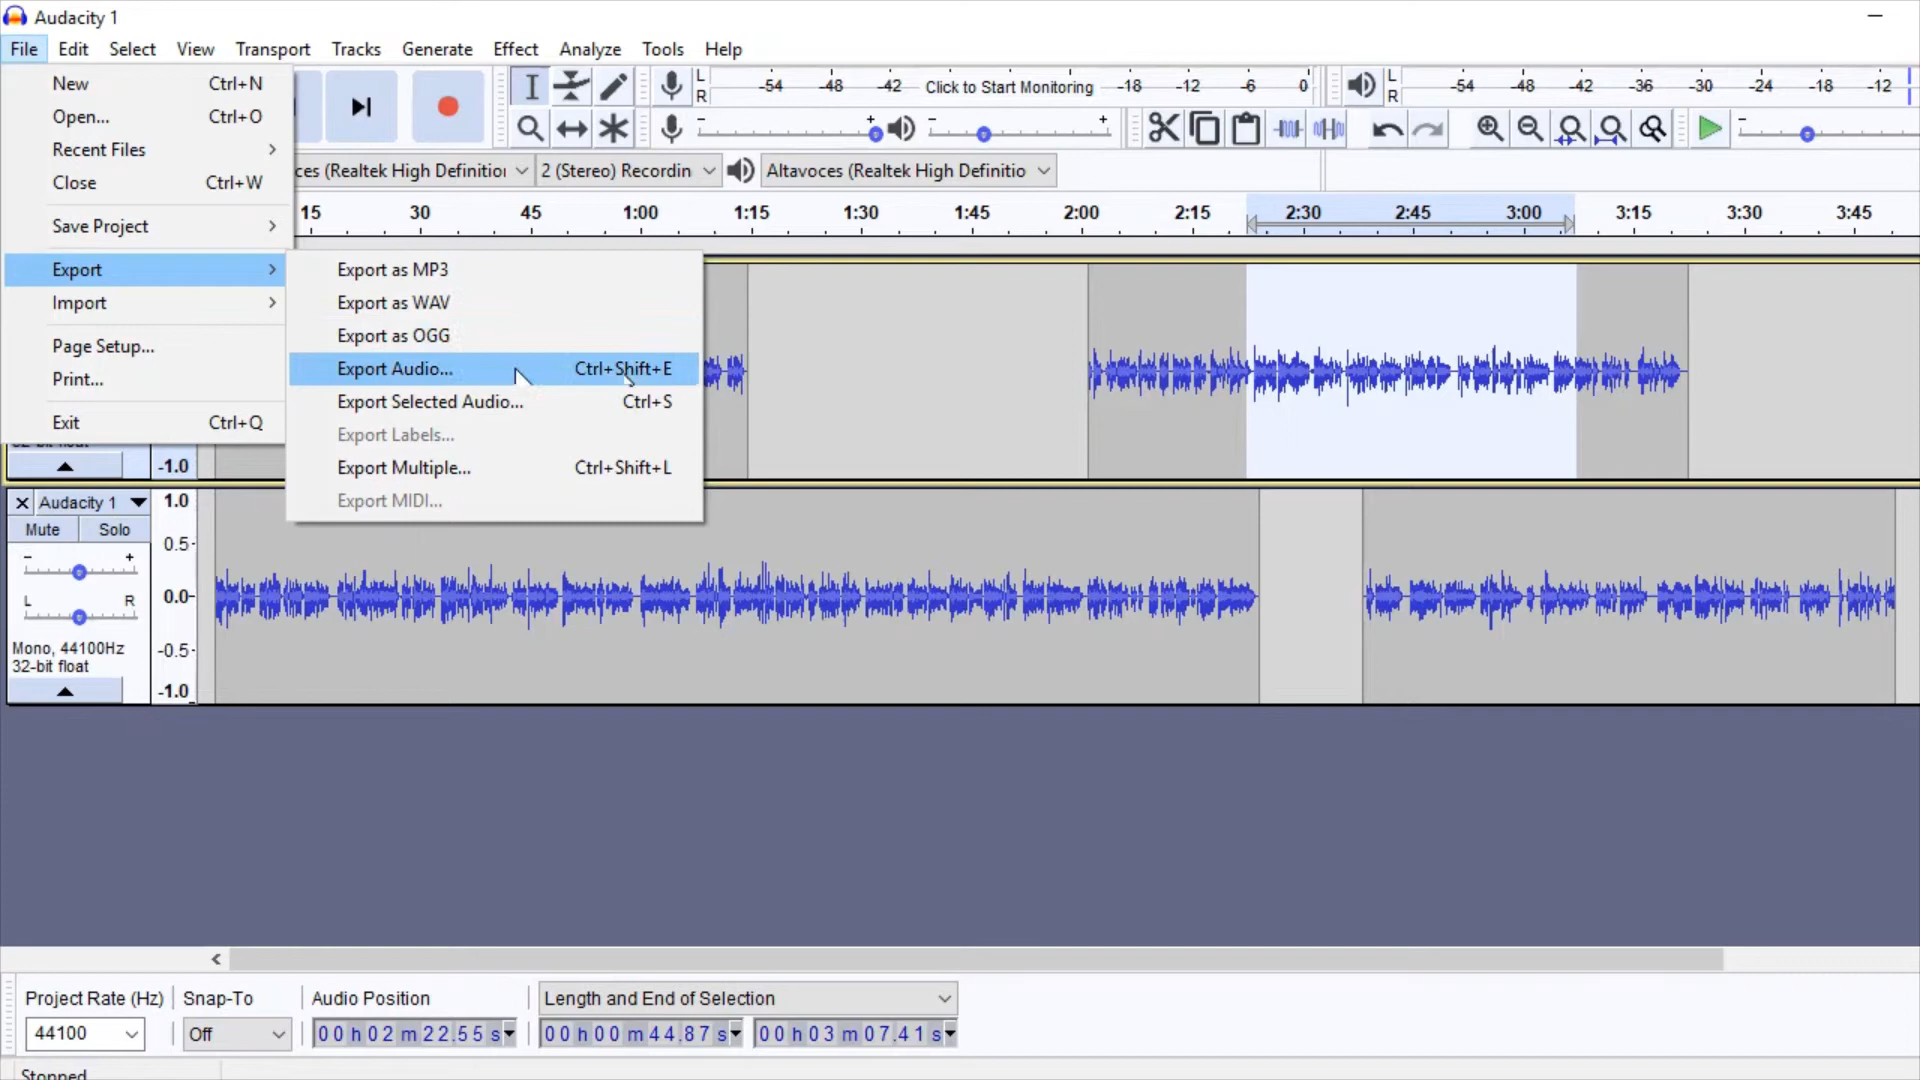 Audacity 1
File Edit Select View Transport Tracks Generate Effect Analyze Tools Help
New Ctrl+N
Open... Ctrl+O
Recent Files
Close Ctrl+W
Save Project
Export
Import
Page Setup...
Print...
Exit Ctrl+Q
L
R
-54 -48 -42 Click to Start Monitoring -18 -12 -6 0
L
R
-54 -48 -42 -36 -30 -24 -18 -12
- + - +
-
(Realtek High Definitio 2 (Stereo) Recordin Altavoces (Realtek High Definitio
15 30 45 1:00 1:15 1:30 1:45 2:00 2:15 2:30 2:45 3:00 3:15 3:30 3:45
Export as MP3
Export as WAV
Export as OGG
Export Audio... Ctrl+Shift+E
Export Selected Audio... Ctrl+S
Export Labels...
Export Multiple... Ctrl+Shift+L
Export MIDI...
32-bit float
-1.0
Audacity 1
Mute Solo
- +
L R
Mono, 44100Hz
32-bit float
1.0
0.5
0.0
-0.5
-1.0
Project Rate (Hz) Snap-To Audio Position Length and End of Selection
44100 Off 00 h 02 m 22.55 s 00 h 00 m 44.87 s 00 h 03 m 07.41 s
Stopped